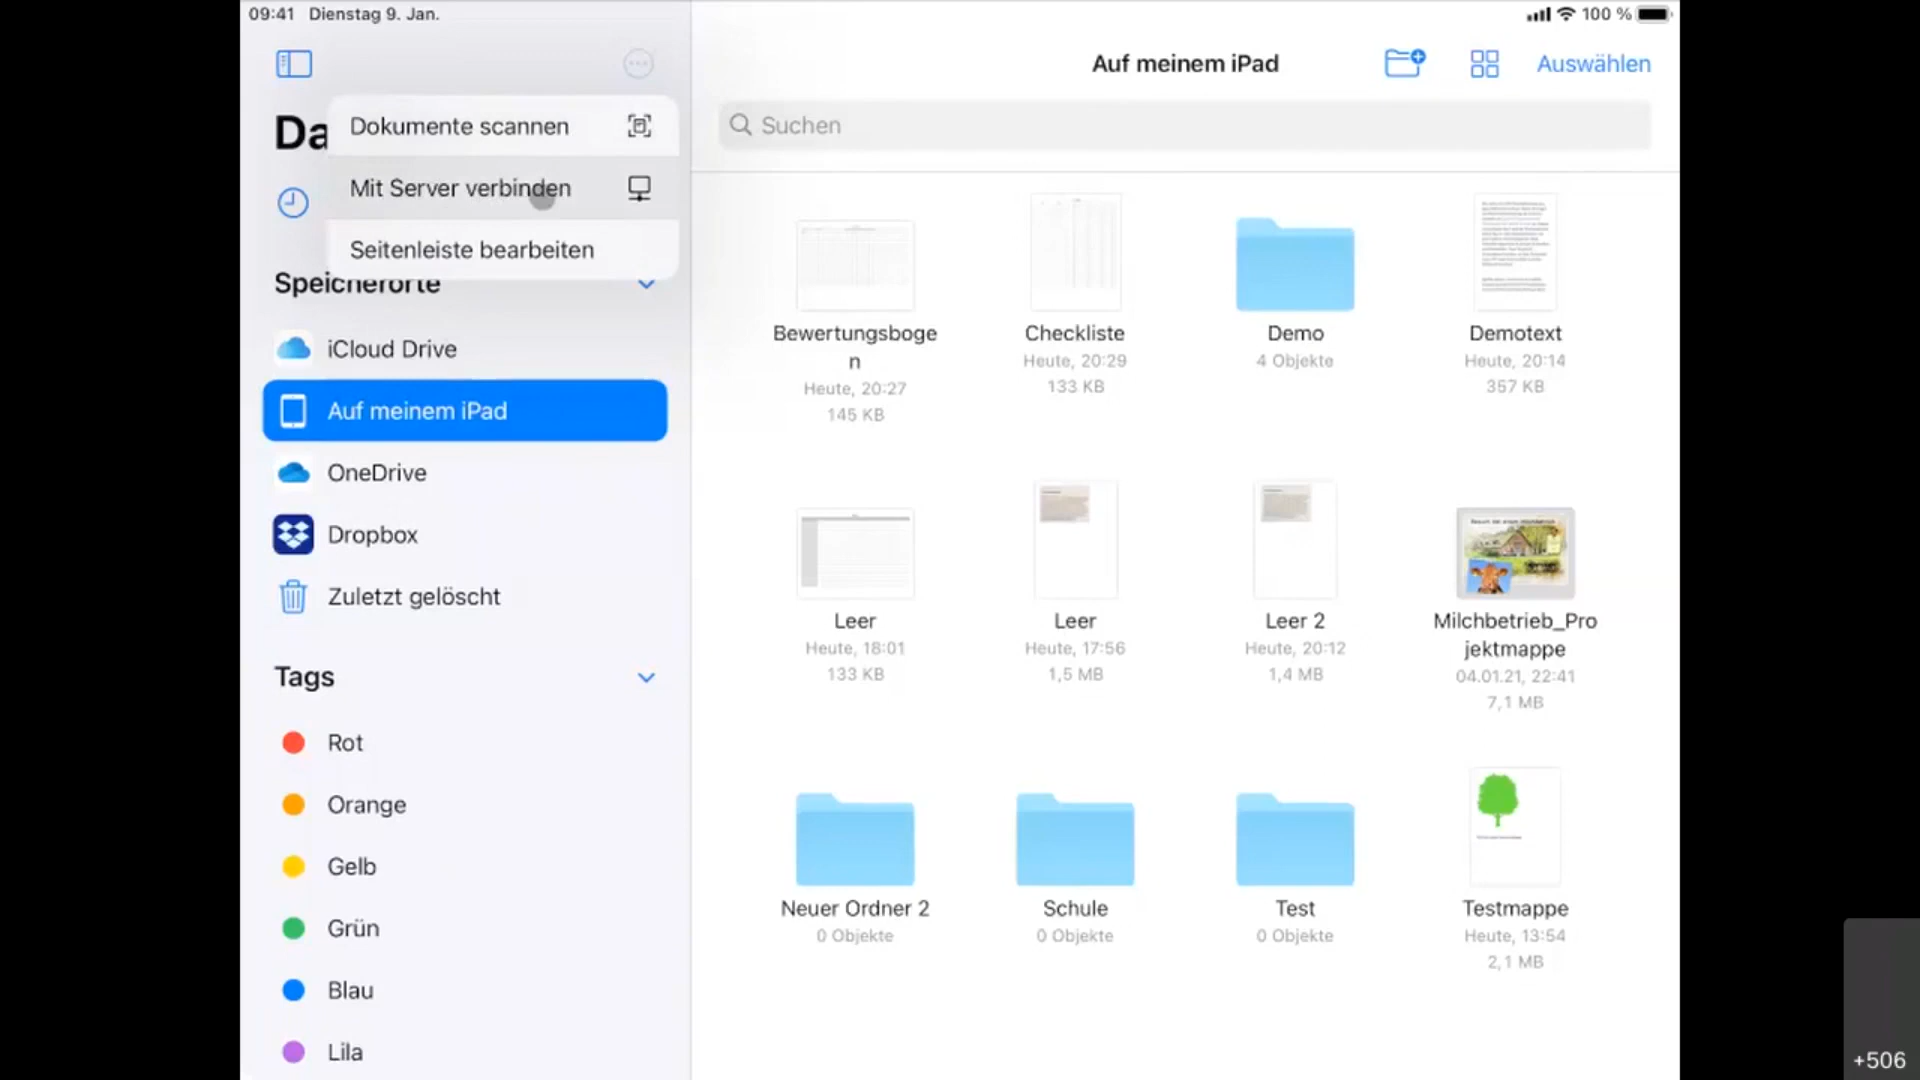 09:41 Dienstag 9. Jan.
100 %
Da
Dokumente scannen
Mit Server verbinden
Seitenleiste bearbeiten
Speicherorte
iCloud Drive
Auf meinem iPad
OneDrive
Dropbox
Zuletzt gelöscht
Tags
Rot
Orange
Gelb
Grün
Blau
Lila
Auf meinem iPad
Auswählen
Suchen
Bewertungsboge
n
Heute, 20:27
145 KB
Checkliste
Heute, 20:29
133 KB
Demo
4 Objekte
Demotext
Heute, 20:14
357 KB
Leer
Heute, 18:01
133 KB
Leer
Heute, 17:56
1,5 MB
Leer 2
Heute, 20:12
1,4 MB
Milchbetrieb_Pro
jektmappe
04.01.21, 22:41
7,1 MB
Neuer Ordner 2
0 Objekte
Schule
0 Objekte
Test
0 Objekte
Testmappe
Heute, 13:54
2,1 MB
+506